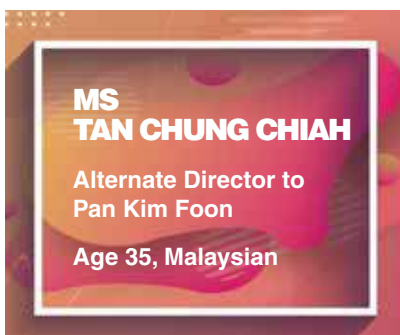 MS
TAN CHUNG CHIAH
Alternate Director to
Pan Kim Foon
Age 35, Malaysian